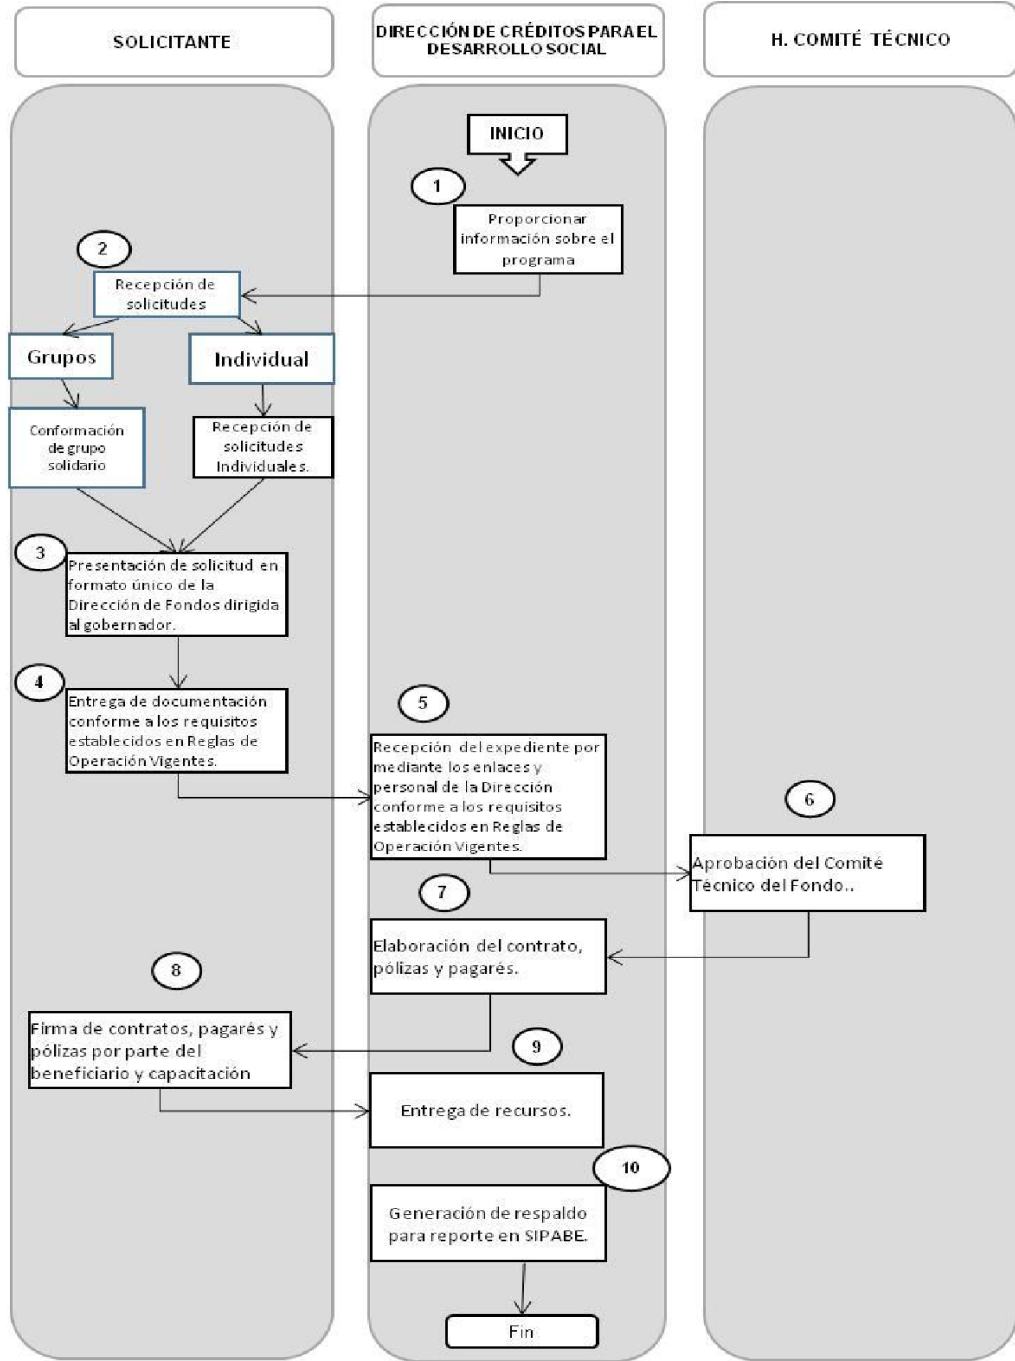 SOLICITANTE
DIRECCIÓN DE CRÉDITOS PARA EL
DESARROLLO SOCIAL
H. COMITÉ TÉCNICO
INICIO
1
Proporcionar
información sobre el
programa
2
Recepción de
solicitudes
Grupos
Individual
Conformación
de grupo
solidario
Recepción de
solicitudes
Individuales.
3
Presentación de solicitud en
formato único de la
Dirección de Fondos dirigida
al gobernador.
4
Entrega de documentación
conforme a los requisitos
establecidos en Reglas de
Operación Vigentes.
5
Recepción del expediente por
mediante los enlaces y
personal de la Dirección
conforme a los requisitos
establecidos en Reglas de
Operación Vigentes.
6
Aprobación del Comité
Técnico del Fondo..
7
Elaboración del contrato,
pólizas y pagarés.
8
Firma de contratos, pagarés y
pólizas por parte del
beneficiario y capacitación
9
Entrega de recursos.
10
Generación de respaldo
para reporte en SIPABE.
Fin